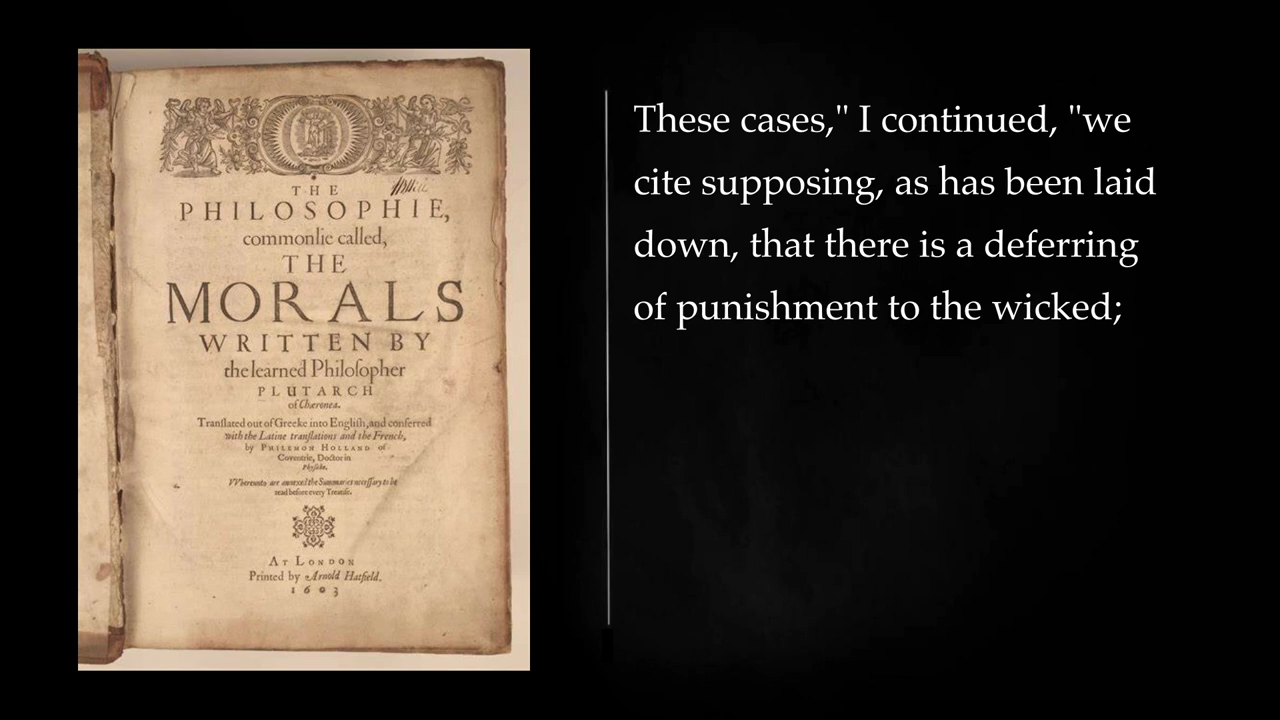 THE
PHILOSOPHIE,
commonlie called,
THE
MORALS
WRITTEN BY
the learned Philoſopher
PLUTARCH
of Chæronea.
Tranſlated out of Greeke into Engliſh, and conferred
with the Latine tranſlations and the French,
by PHILEMON HOLLAND of
Coventrie, Doctor in
Phyſicke.
VVhereunto are annexed the Summaries neceſſary to be
read before every Treatiſe.
AT LONDON
Printed by Arnold Hatfield.
1603
These cases," I continued, "we
cite supposing, as has been laid
down, that there is a deferring
of punishment to the wicked;